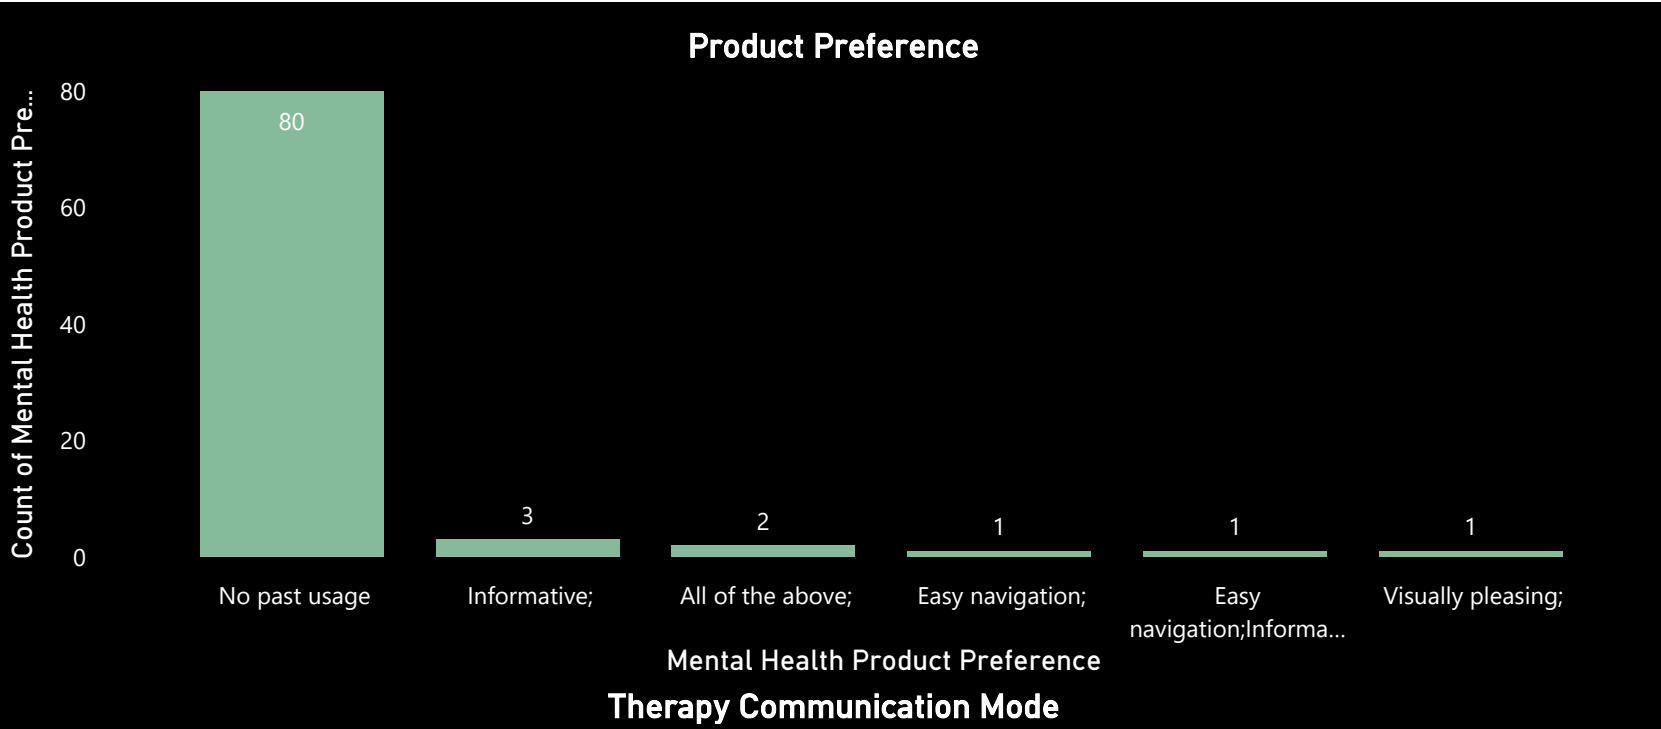 Product Preference
Count of Mental Health Product Pre...
80
60
40
20
0
80
3
2
1
1
1
No past usage
Informative;
All of the above;
Easy navigation;
Easy
navigation;Informa...
Visually pleasing;
Mental Health Product Preference
Therapy Communication Mode